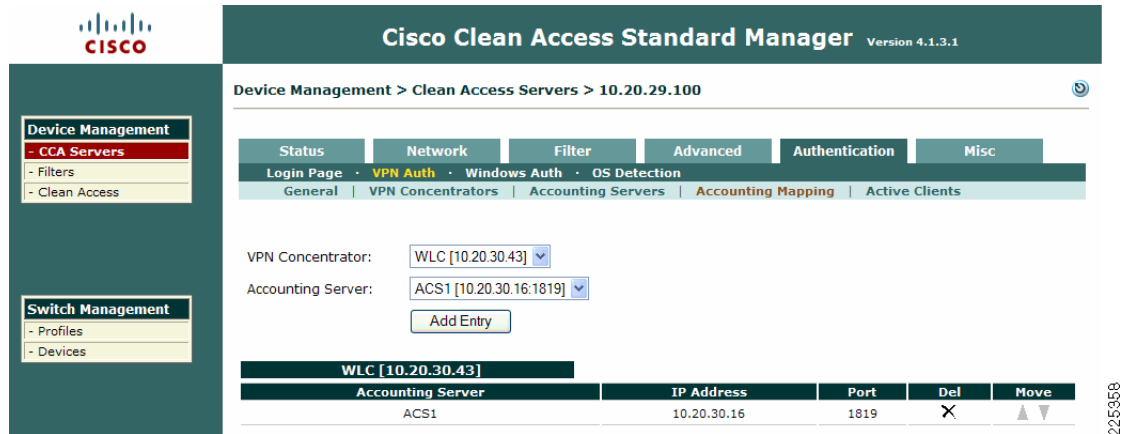 CISCO
Cisco Clean Access Standard Manager Version 4.1.3.1
Device Management > Clean Access Servers > 10.20.29.100
Device Management
- CCA Servers
- Filters
- Clean Access
Switch Management
- Profiles
- Devices
Status Network Filter Advanced Authentication Misc
Login Page · VPN Auth · Windows Auth · OS Detection
General | VPN Concentrators | Accounting Servers | Accounting Mapping | Active Clients
VPN Concentrator: WLC [10.20.30.43]
Accounting Server: ACS1 [10.20.30.16:1819]
Add Entry
WLC [10.20.30.43]
Accounting Server IP Address Port Del Move
ACS1 10.20.30.16 1819
225358